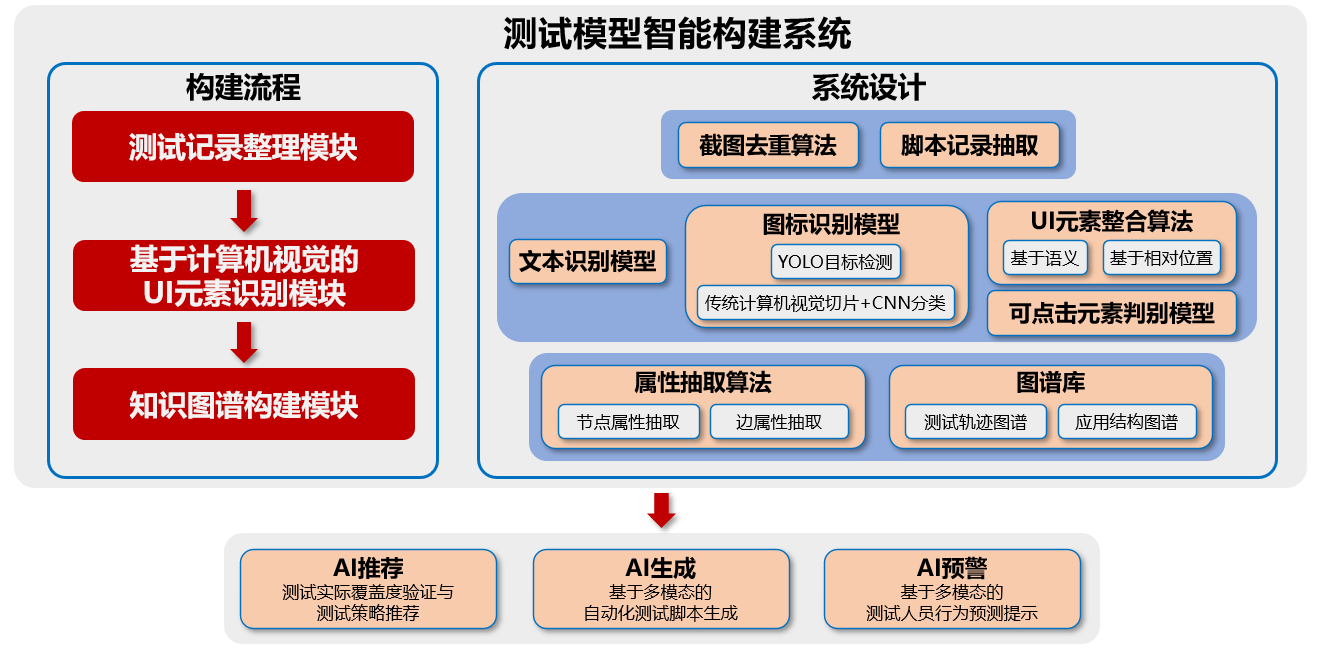 测试模型智能构建系统
构建流程
测试记录整理模块
基于计算机视觉的
UI元素识别模块
知识图谱构建模块
系统设计
截图去重算法
脚本记录抽取
文本识别模型
图标识别模型
YOLO目标检测
传统计算机视觉切片+CNN分类
UI元素整合算法
基于语义
基于相对位置
可点击元素判别模型
属性抽取算法
节点属性抽取
边属性抽取
图谱库
测试轨迹图谱
应用结构图谱
AI推荐
测试实际覆盖度验证与
测试策略推荐
AI生成
基于多模态的
自动化测试脚本生成
AI预警
基于多模态的
测试人员行为预测提示